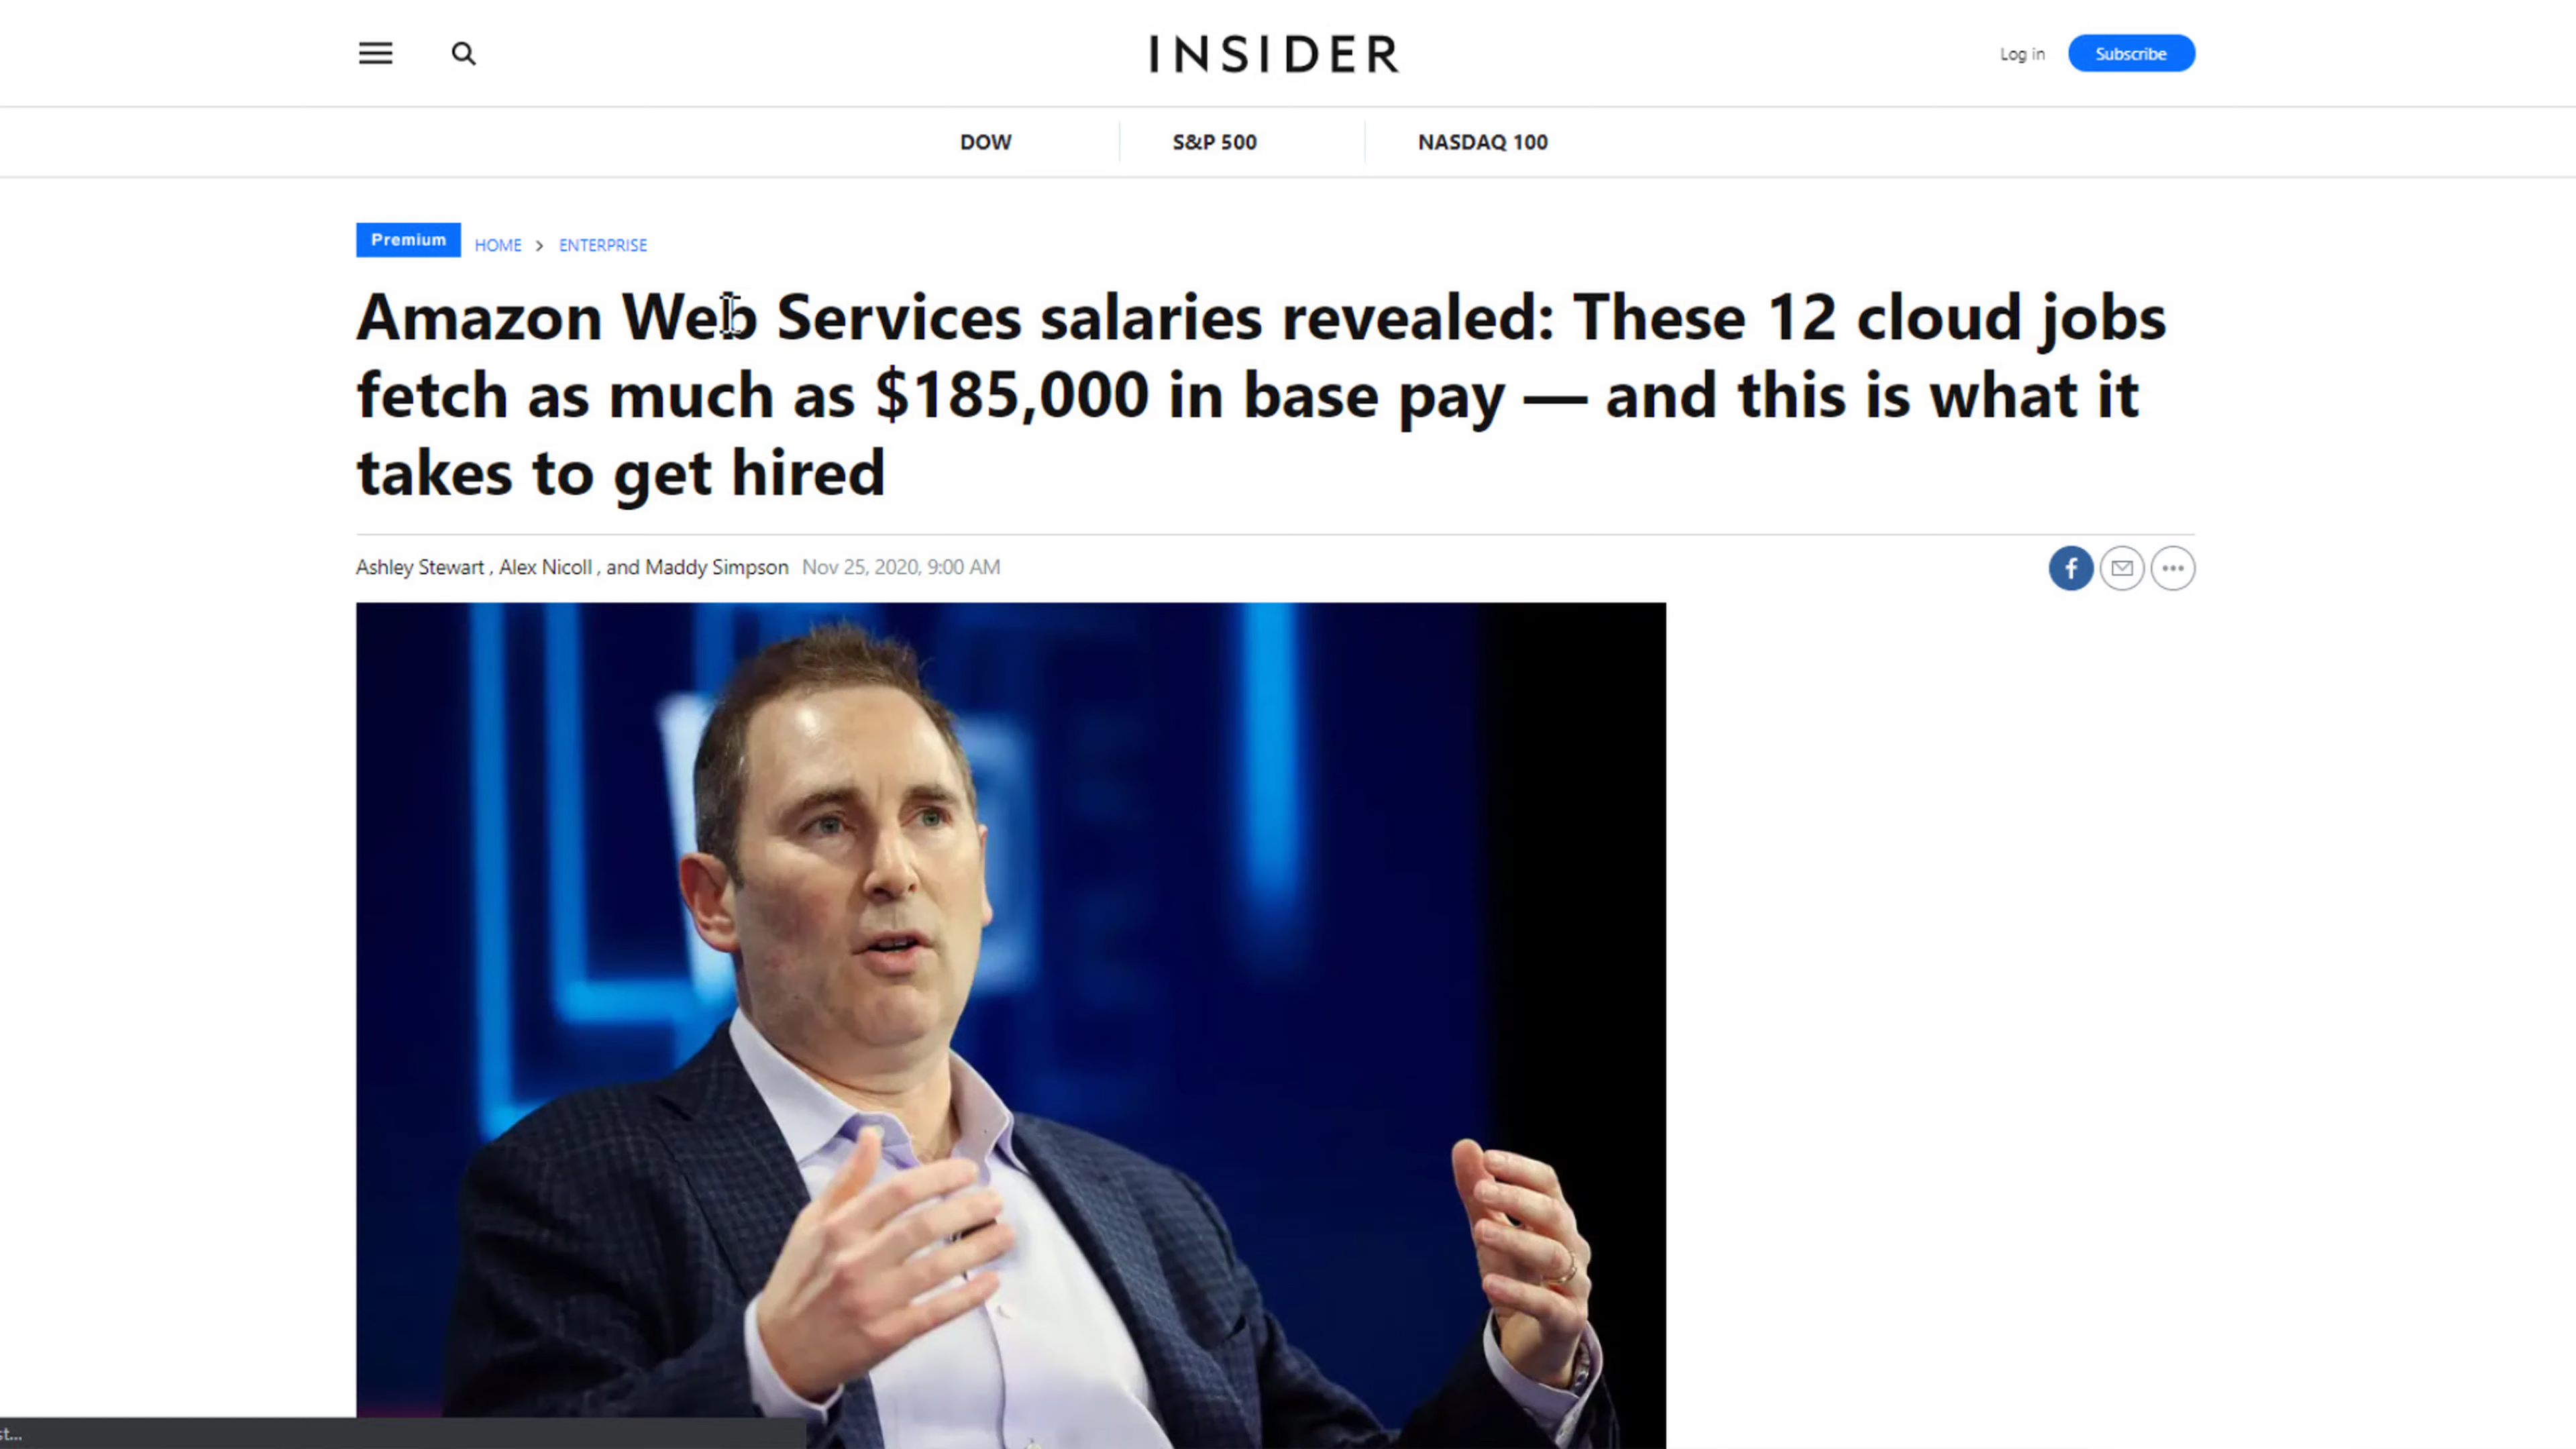 INSIDER
Log in
Subscribe
DOW
S&P 500
NASDAQ 100
Premium
HOME > ENTERPRISE
Amazon Web Services salaries revealed: These 12 cloud jobs
fetch as much as $185,000 in base pay — and this is what it
takes to get hired
Ashley Stewart , Alex Nicoll , and Maddy Simpson Nov 25, 2020, 9:00 AM